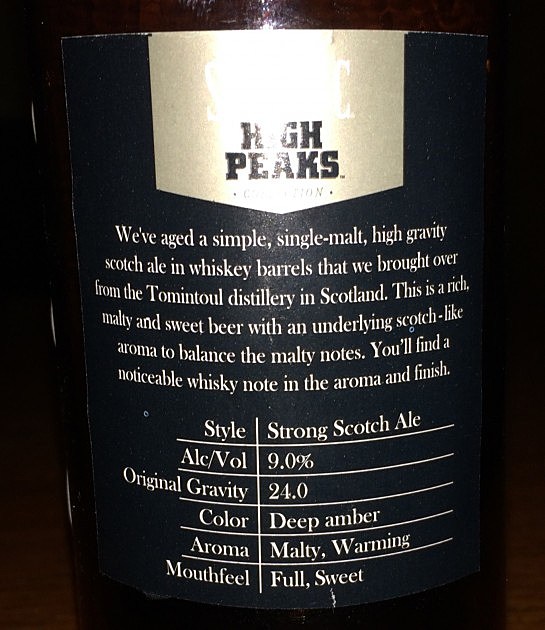 HIGH
PEAKS
We've aged a simple, single-malt, high gravity
scotch ale in whiskey barrels that we brought over
from the Tomintoul distillery in Scotland. This is a rich,
malty and sweet beer with an underlying scotch-like
aroma to balance the malty notes. You'll find a
noticeable whisky note in the aroma and finish.
Style Strong Scotch Ale
Alc/Vol 9.0%
Original Gravity 24.0
Color Deep amber
Aroma Malty, Warming
Mouthfeel Full, Sweet